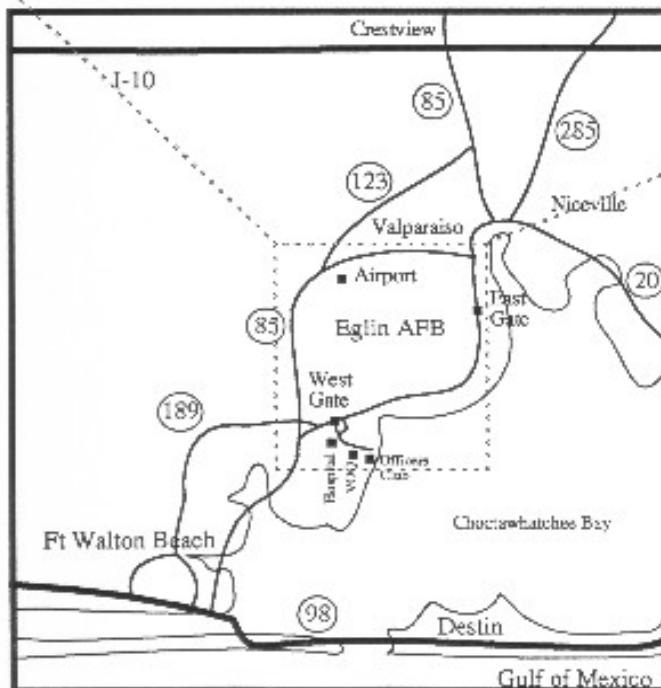 Crestview
I-10
85
285
123
Niceville
Valparaiso
20
Airport
East
Gate
85
Eglin AFB
West
Gate
189
Hospital
VOQ
Officers
Club
Choctawhatchee Bay
Ft Walton Beach
98
Destin
Gulf of Mexico